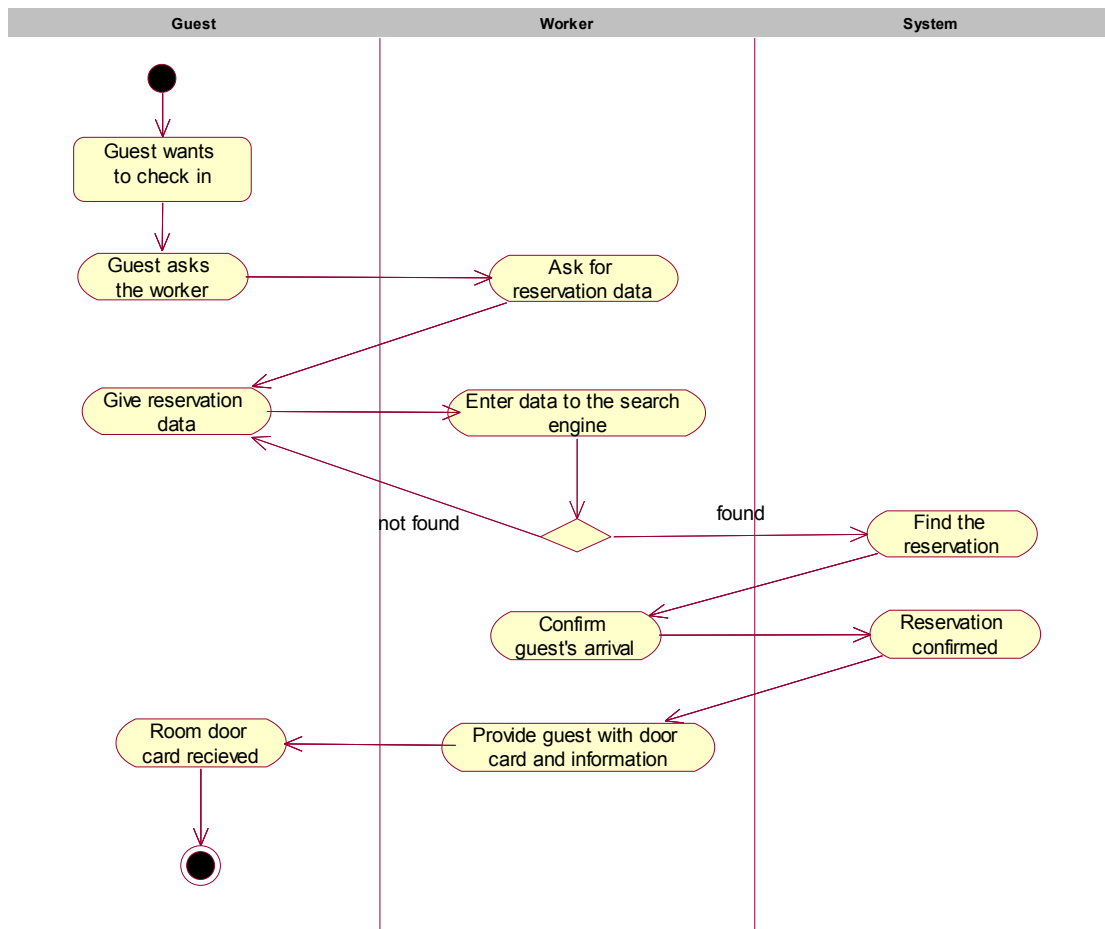 Guest
Worker
System
Guest wants
to check in
Guest asks
the worker
Ask for
reservation data
Give reservation
data
Enter data to the search
engine
not found
found
Find the
reservation
Confirm
guest's arrival
Reservation
confirmed
Room door
card recieved
Provide guest with door
card and information